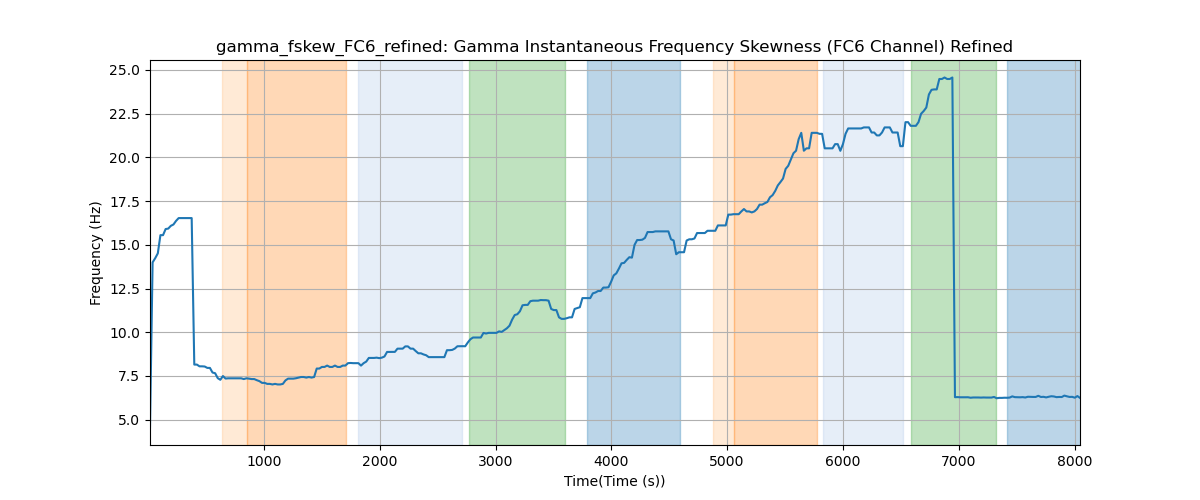 gamma_fskew_FC6_refined: Gamma Instantaneous Frequency Skewness (FC6 Channel) Refined
25.0
22.5
20.0
17.5
15.0
12.5
10.0
7.5
5.0
Frequency (Hz)
1000 2000 3000 4000 5000 6000 7000 8000
Time(Time (s))